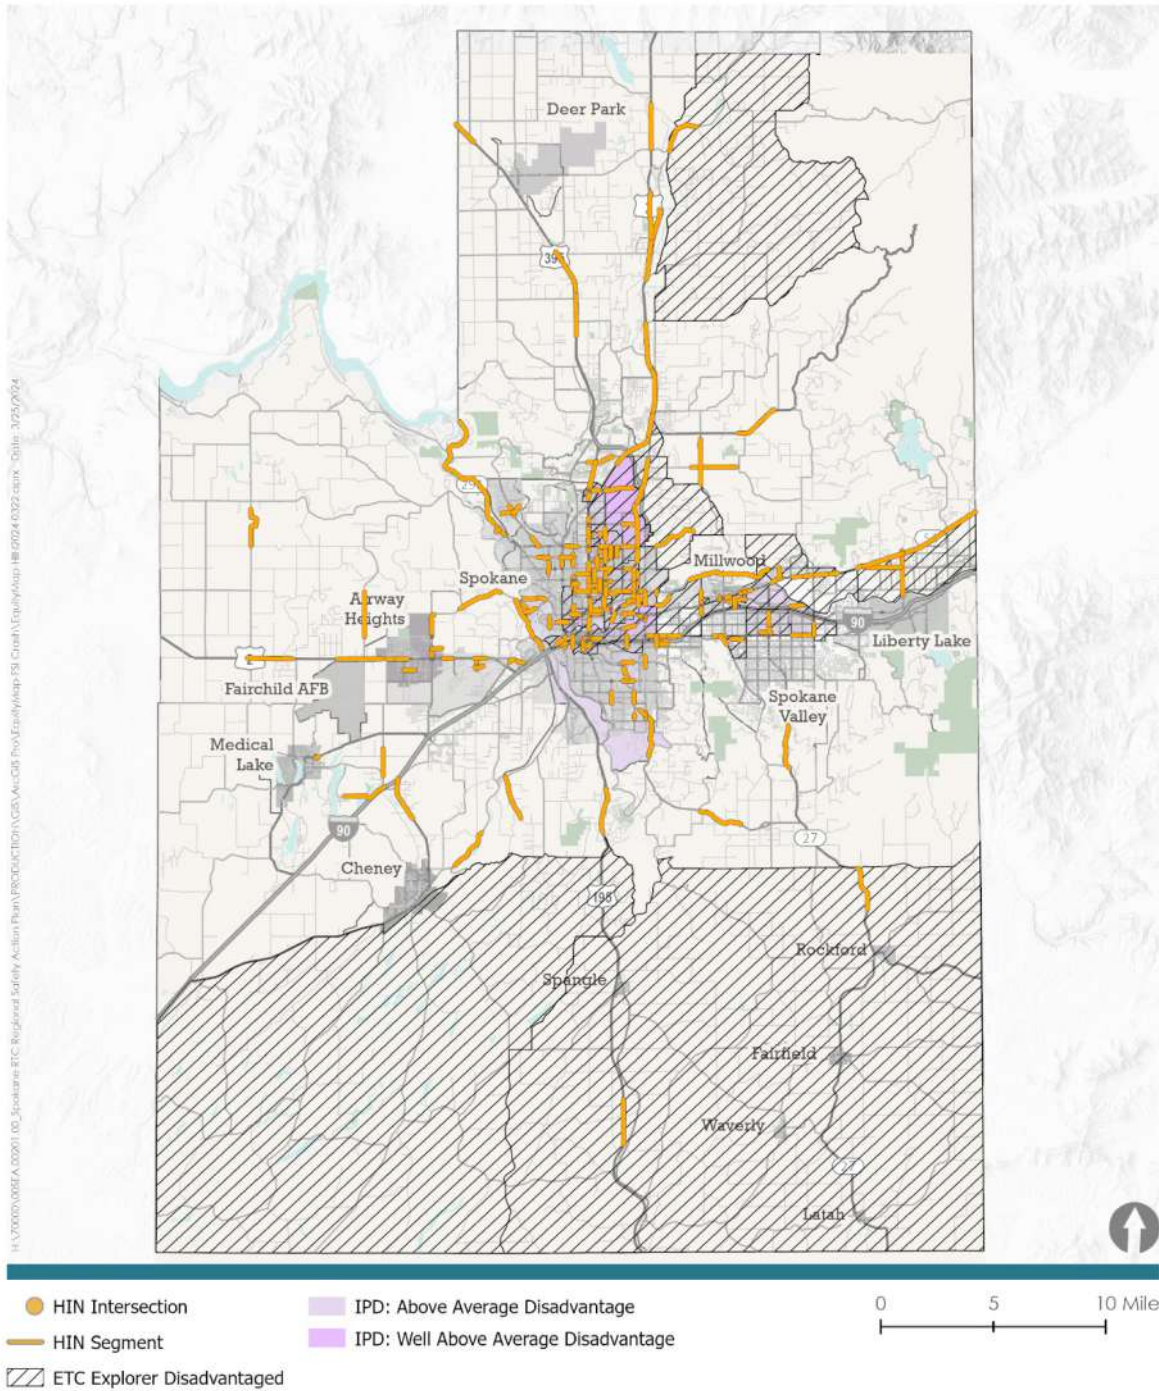 Deer Park
395
291
Millwood
Spokane
Airway
Heights
90
Liberty Lake
2
Fairchild AFB
Spokane
Valley
Medical
Lake
90
27
Cheney
195
Rockford
Spangle
Fairfield
Waverly
27
Latah
HIN Intersection
HIN Segment
ETC Explorer Disadvantaged
IPD: Above Average Disadvantage
IPD: Well Above Average Disadvantage
0 5 10 Mile